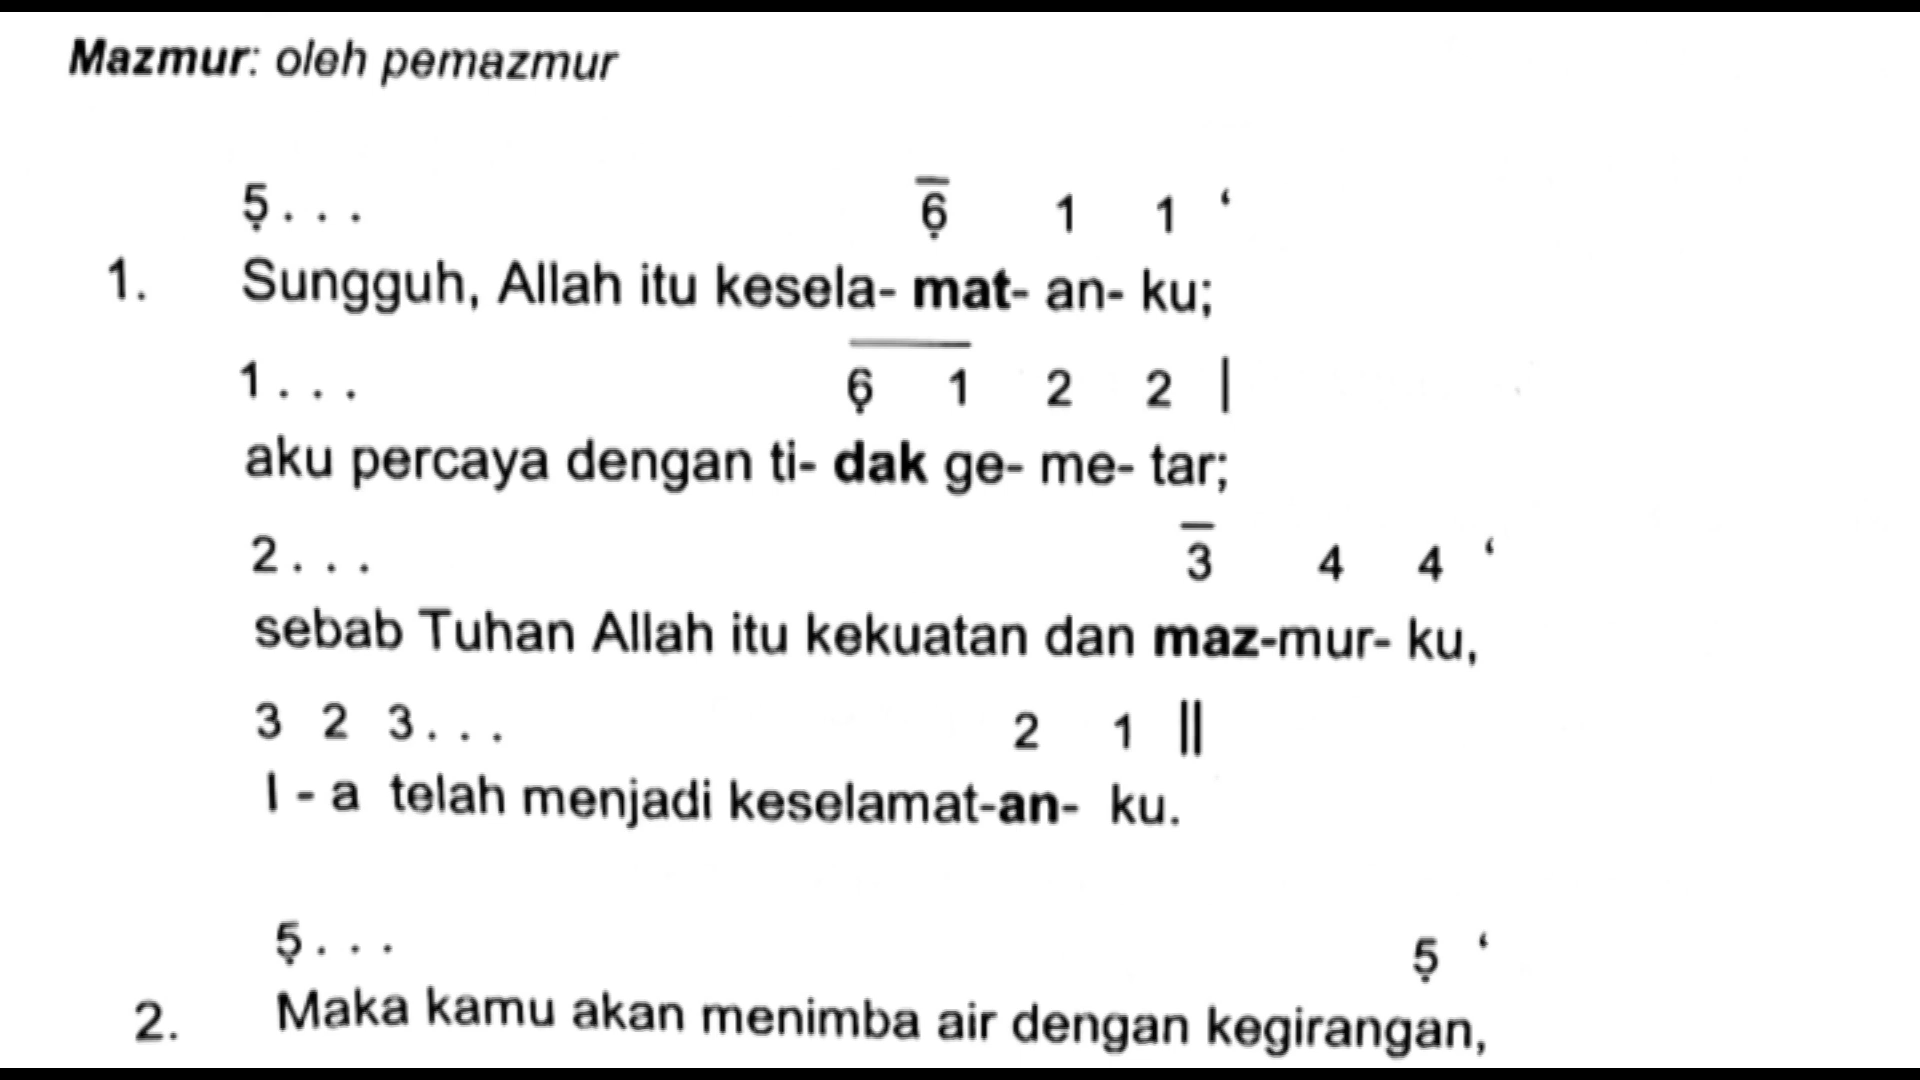 Mazmur: oleh pemazmur
5̣ . . . 6̣̅ 1 1 ‘
1. Sungguh, Allah itu kesela- mat- an- ku;
1 . . . 6̣ 1 2 2 |
aku percaya dengan ti- dak ge- me- tar;
2 . . . 3̅ 4 4 ‘
sebab Tuhan Allah itu kekuatan dan maz-mur- ku,
3 2 3 . . . 2 1 ||
I - a telah menjadi keselamat-an- ku.
5̣ . . . 5̣ ‘
2. Maka kamu akan menimba air dengan kegirangan,